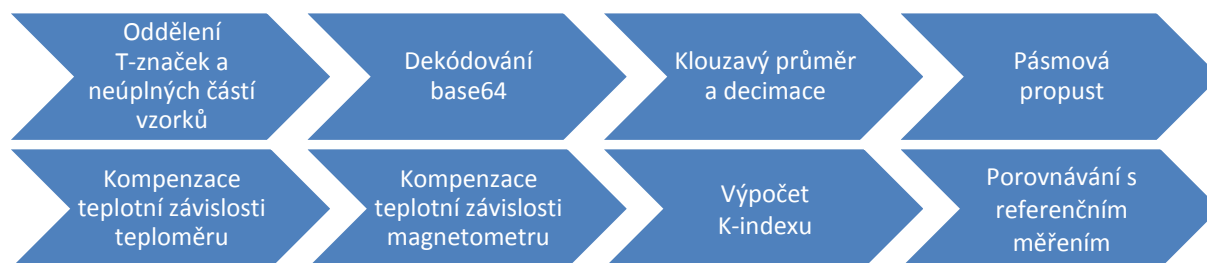 Oddělení
T-značek a
neúplných částí
vzorků
Dekódování
base64
Klouzavý průměr
a decimace
Pásmová
propust
Kompenzace
teplotní závislosti
teploměru
Kompenzace
teplotní závislosti
magnetometru
Výpočet
K-indexu
Porovnávání s
referenčním
měřením